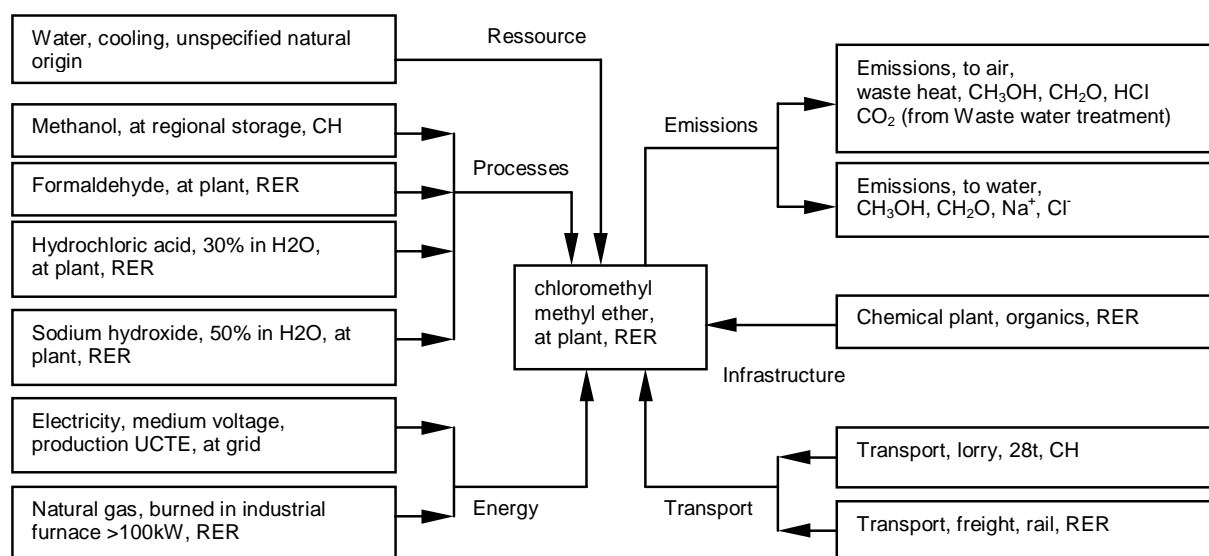 Water, cooling, unspecified natural
origin
Ressource
Methanol, at regional storage, CH
Formaldehyde, at plant, RER
Processes
Hydrochloric acid, 30% in H2O,
at plant, RER
Sodium hydroxide, 50% in H2O, at
plant, RER
Electricity, medium voltage,
production UCTE, at grid
Natural gas, burned in industrial
furnace >100kW, RER
Energy
chloromethyl
methyl ether,
at plant, RER
Emissions
Emissions, to air,
waste heat, CH₃OH, CH₂O, HCl
CO₂ (from Waste water treatment)
Emissions, to water,
CH₃OH, CH₂O, Na⁺, Cl⁻
Chemical plant, organics, RER
Infrastructure
Transport, lorry, 28t, CH
Transport
Transport, freight, rail, RER